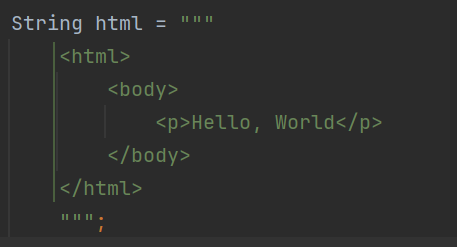 String html = """
    <html>
        <body>
            <p>Hello, World</p>
        </body>
    </html>
    """;